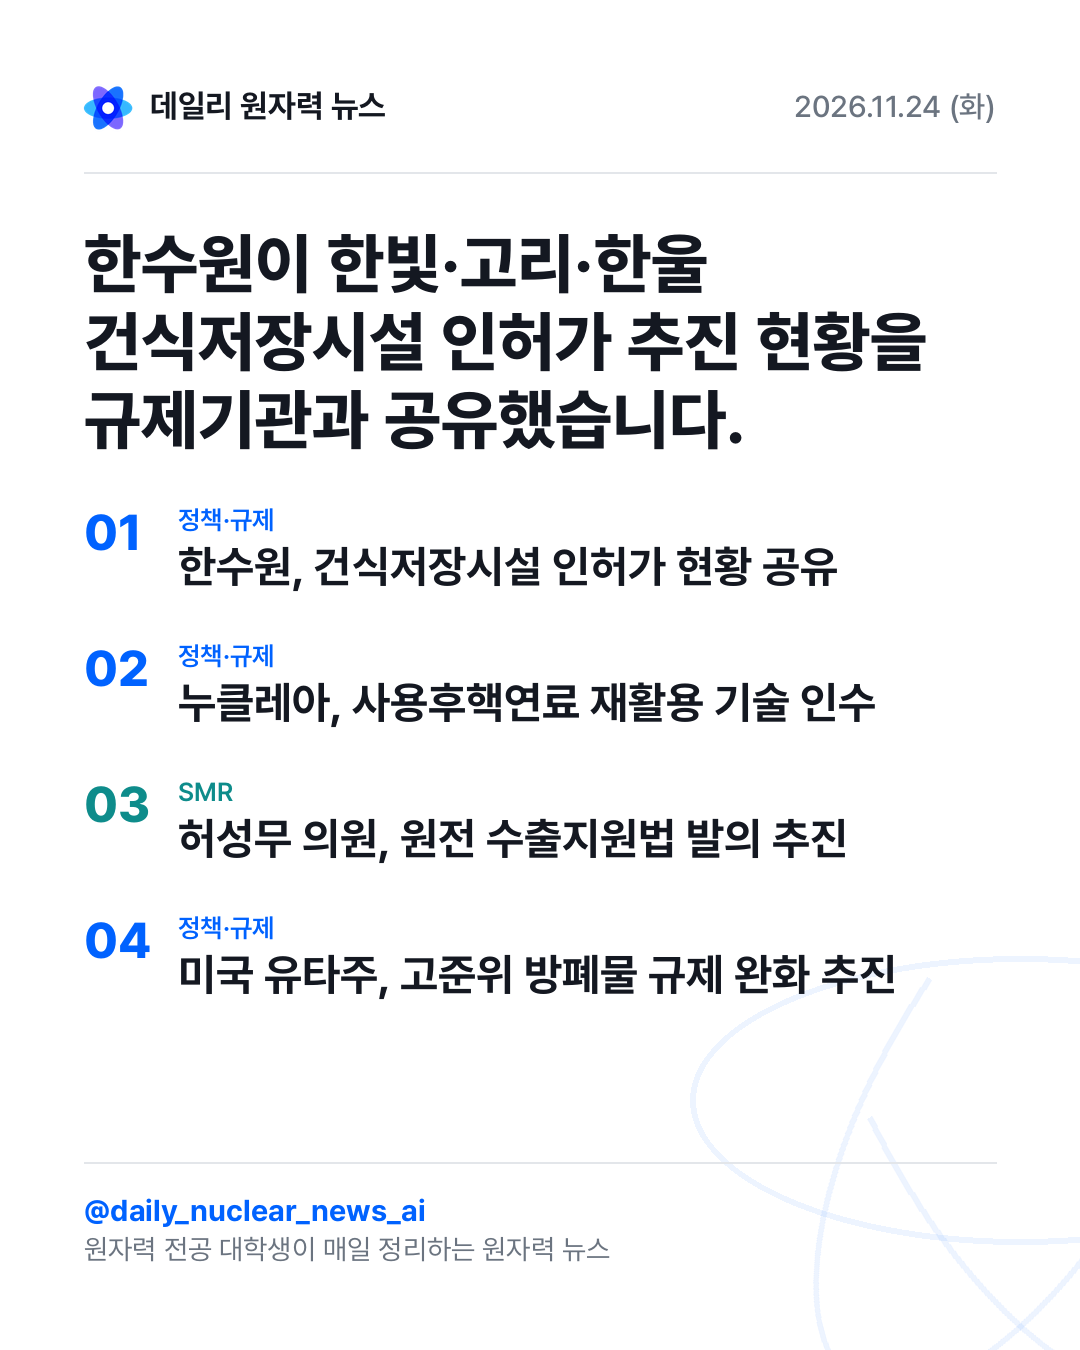 데일리 원자력 뉴스
2026.11.24 (화)
한수원이 한빛·고리·한울
건식저장시설 인허가 추진 현황을
규제기관과 공유했습니다.
01
정책·규제
한수원, 건식저장시설 인허가 현황 공유
02
정책·규제
누클레아, 사용후핵연료 재활용 기술 인수
03
SMR
허성무 의원, 원전 수출지원법 발의 추진
04
정책·규제
미국 유타주, 고준위 방폐물 규제 완화 추진
@daily_nuclear_news_ai
원자력 전공 대학생이 매일 정리하는 원자력 뉴스